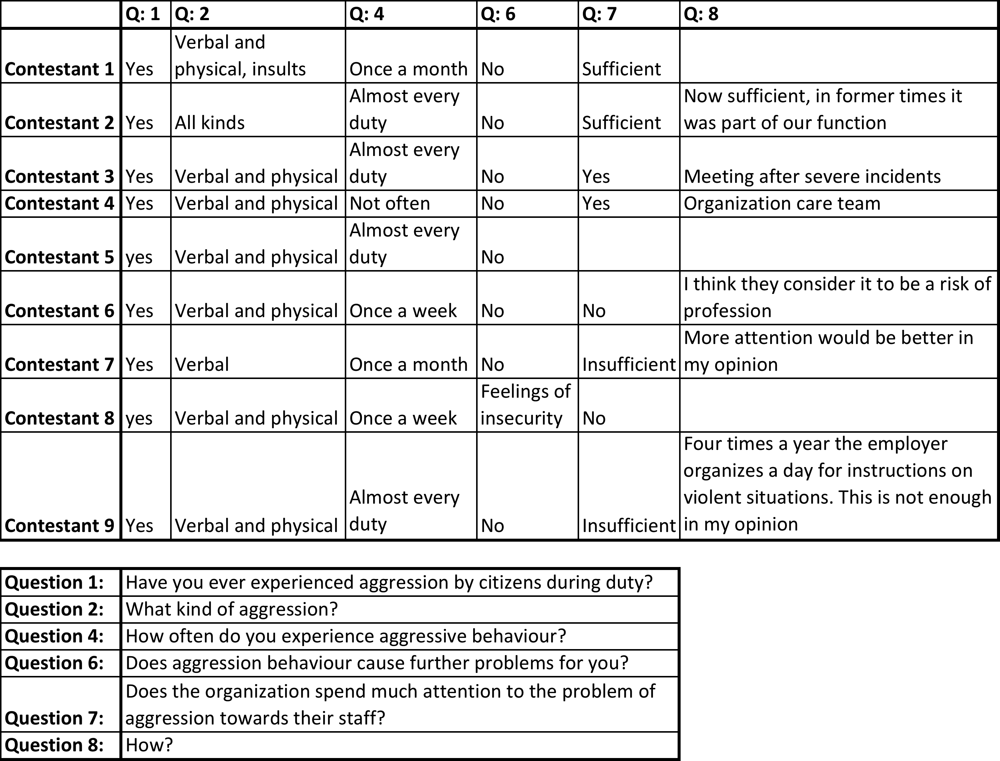 Q: 1 Q: 2 Q: 4 Q: 6 Q: 7 Q: 8
Verbal and
Contestant 1 Yes physical, insults Once a month No Sufficient
Almost every Now sufficient, in former times it
Contestant 2 Yes All kinds duty No Sufficient was part of our function
Almost every
Contestant 3 Yes Verbal and physical duty No Yes Meeting after severe incidents
Contestant 4 Yes Verbal and physical Not often No Yes Organization care team
Almost every
Contestant 5 yes Verbal and physical duty No
I think they consider it to be a risk of
Contestant 6 Yes Verbal and physical Once a week No No profession
More attention would be better in
Contestant 7 Yes Verbal Once a month No Insufficient my opinion
Feelings of
Contestant 8 yes Verbal and physical Once a week insecurity No
Four times a year the employer
organizes a day for instructions on
Almost every violent situations. This is not enough
Contestant 9 Yes Verbal and physical duty No Insufficient in my opinion
Question 1: Have you ever experienced aggression by citizens during duty?
Question 2: What kind of aggression?
Question 4: How often do you experience aggressive behaviour?
Question 6: Does aggression behaviour cause further problems for you?
Does the organization spend much attention to the problem of
Question 7: aggression towards their staff?
Question 8: How?